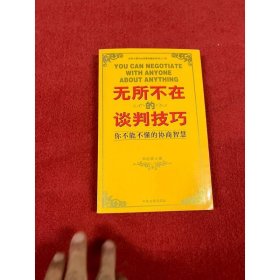 YOU CAN NEGOTIATE
WITH ANYONE
ABOUT ANYTHING
无所不在
的
谈判技巧
你不能不懂的协商智慧